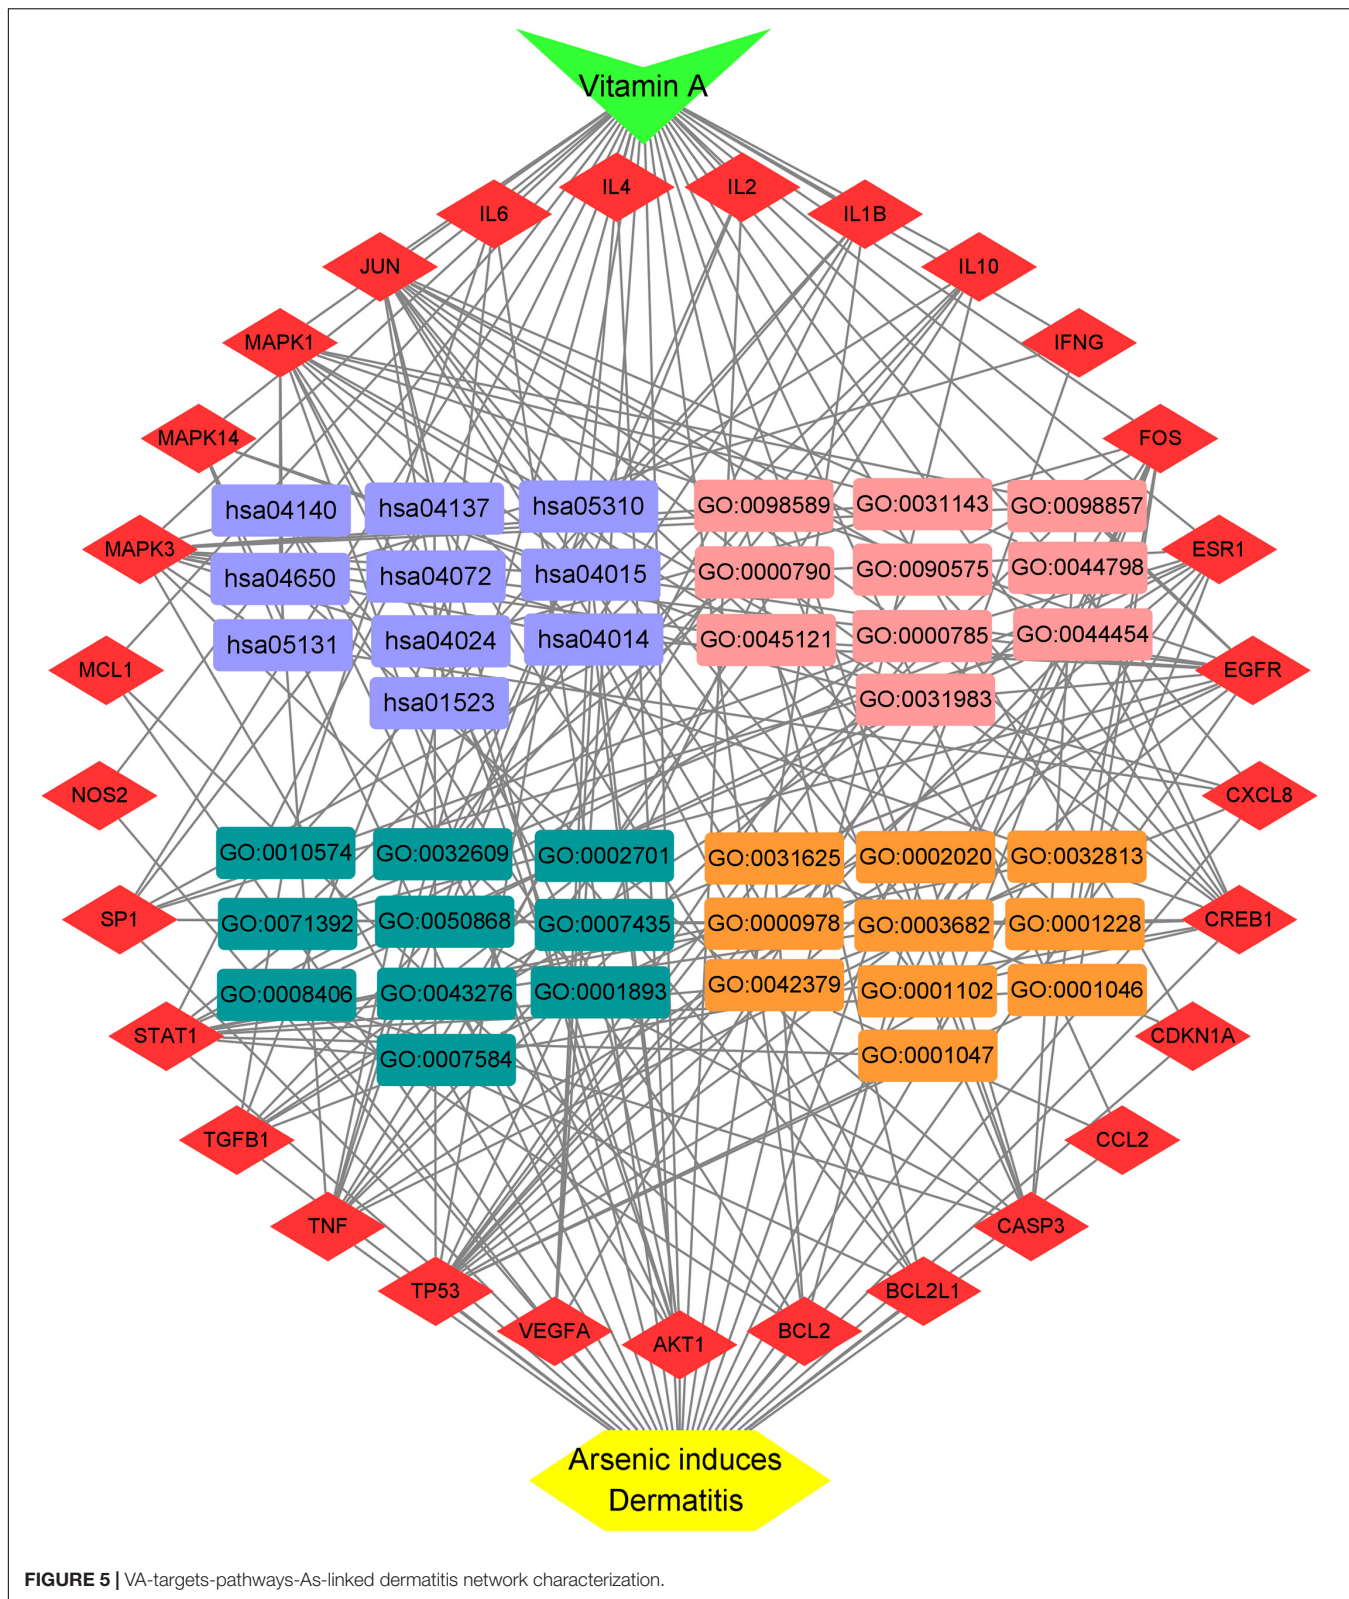 Vitamin A
IL4
IL2
IL6
IL1B
JUN
IL10
MAPK1
IFNG
MAPK14
FOS
hsa04140
hsa04137
hsa05310
GO:0098589
GO:0031143
GO:0098857
MAPK3
ESR1
hsa04650
hsa04072
hsa04015
GO:0000790
GO:0090575
GO:0044798
hsa05131
hsa04024
hsa04014
GO:0045121
GO:0000785
GO:0044454
MCL1
EGFR
hsa01523
GO:0031983
NOS2
CXCL8
GO:0010574
GO:0032609
GO:0002701
GO:0031625
GO:0002020
GO:0032813
SP1
GO:0071392
GO:0050868
GO:0007435
GO:0000978
GO:0003682
GO:0001228
CREB1
GO:0008406
GO:0043276
GO:0001893
GO:0042379
GO:0001102
GO:0001046
STAT1
CDKN1A
GO:0007584
GO:0001047
TGFB1
CCL2
TNF
CASP3
TP53
BCL2L1
VEGFA
AKT1
BCL2
Arsenic induces
Dermatitis
FIGURE 5 | VA-targets-pathways-As-linked dermatitis network characterization.